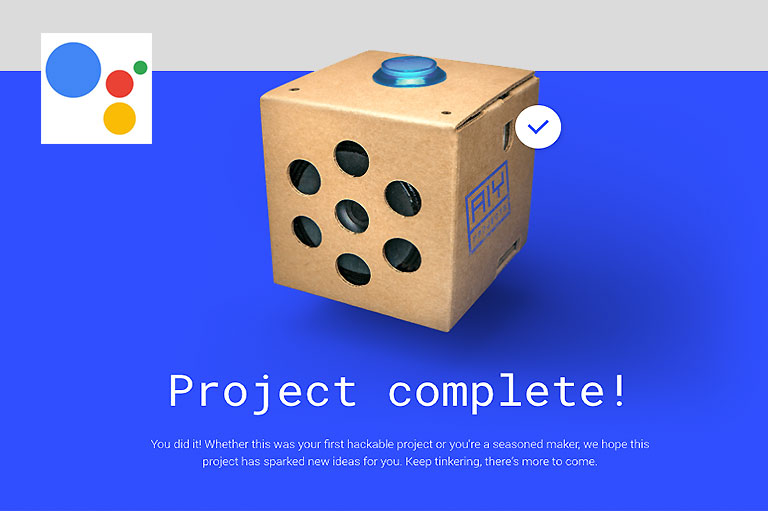 AIY
Project complete!
You did it! Whether this was your first hackable project or you're a seasoned maker, we hope this
project has sparked new ideas for you. Keep tinkering, there's more to come.